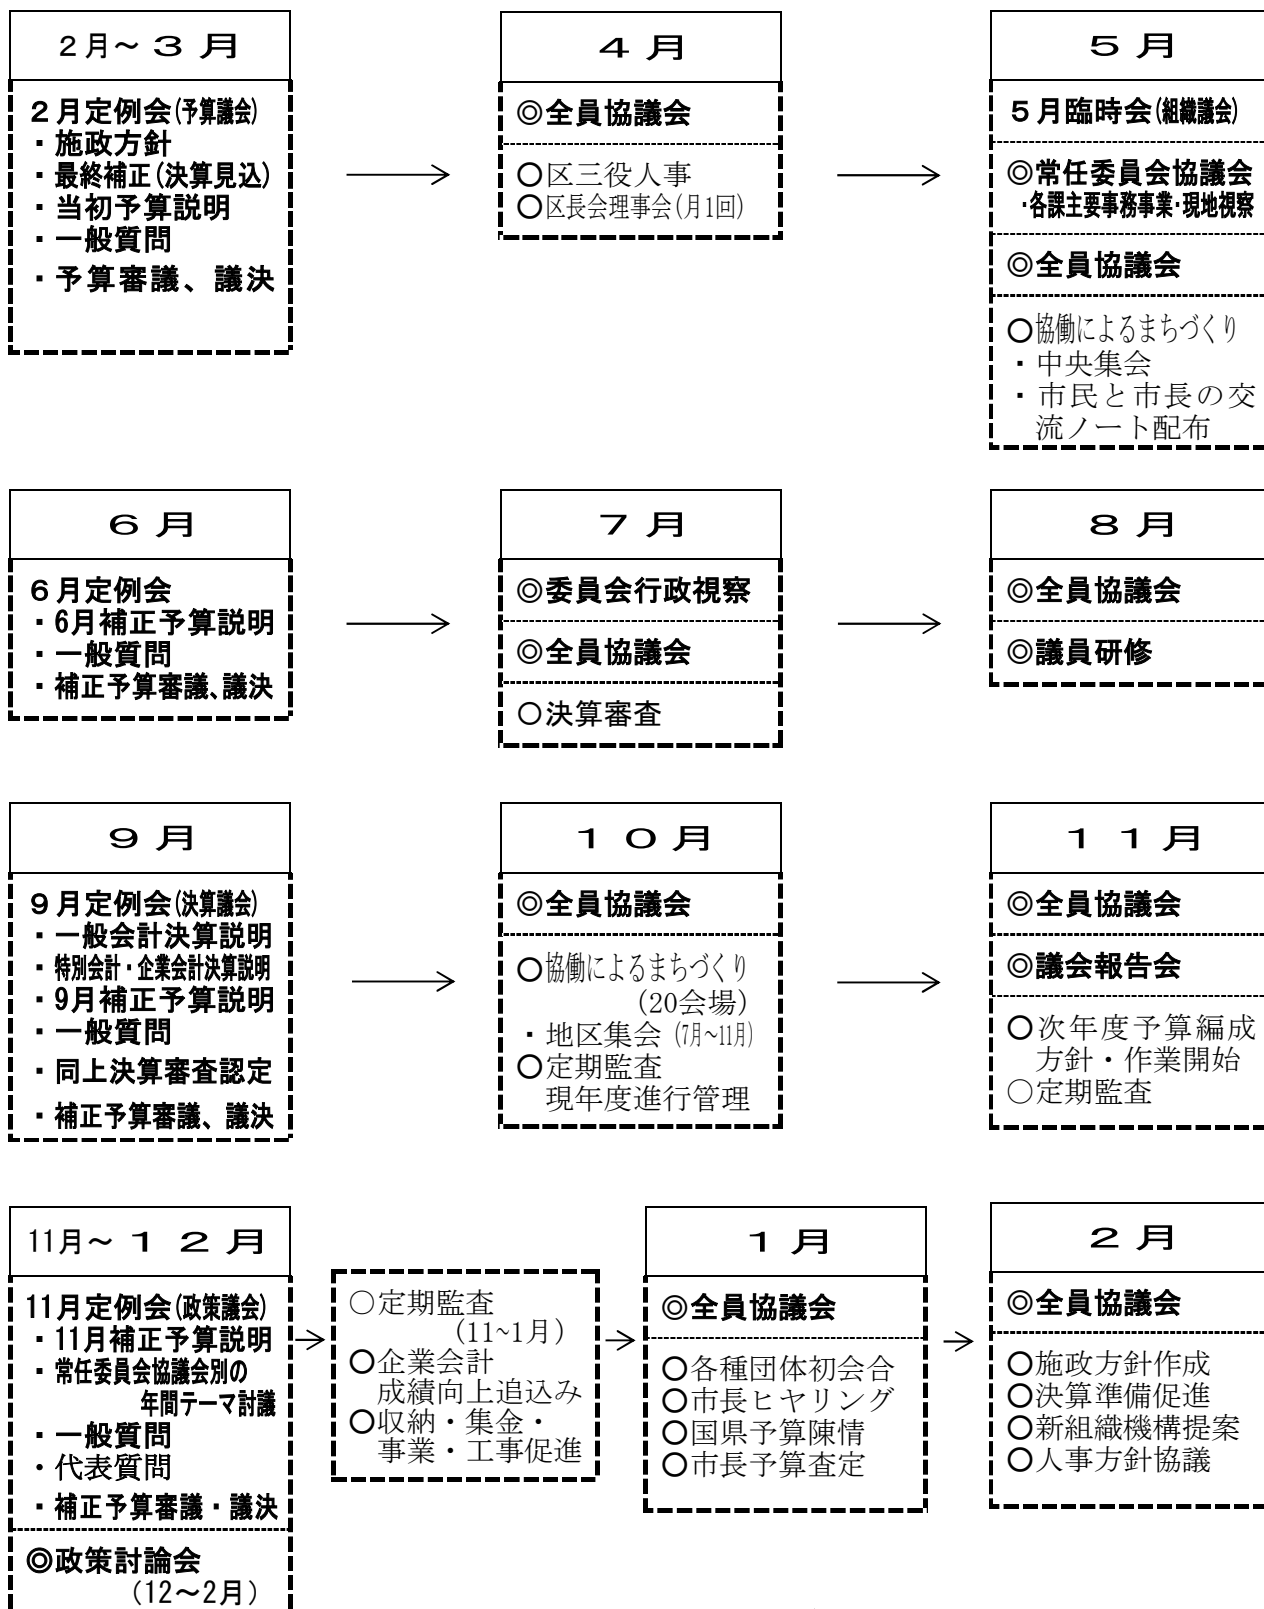 2月~3月
2月定例会(予算議会)
・施政方針
・最終補正(決算見込)
・当初予算説明
・一般質問
・予算審議、議決
4月
◎全員協議会
○区三役人事
○区長会理事会(月1回)
5月
5月臨時会(組織議会)
◎常任委員会協議会
・各課主要事務事業・現地視察
◎全員協議会
○協働によるまちづくり
・中央集会
・市民と市長の交
流ノート配布
6月
6月定例会
・6月補正予算説明
・一般質問
・補正予算審議、議決
7月
◎委員会行政視察
◎全員協議会
○決算審査
8月
◎全員協議会
◎議員研修
9月
9月定例会(決算議会)
・一般会計決算説明
・特別会計・企業会計決算説明
・9月補正予算説明
・一般質問
・同上決算審査認定
・補正予算審議、議決
10月
◎全員協議会
○協働によるまちづくり
(20会場)
・地区集会(7月~11月)
○定期監査
現年度進行管理
11月
◎全員協議会
◎議会報告会
○次年度予算編成
方針・作業開始
○定期監査
11月~12月
11月定例会(政策議会)
・11月補正予算説明
・常任委員会協議会別の
年間テーマ討議
・一般質問
・代表質問
・補正予算審議・議決
◎政策討論会
(12~2月)
○定期監査
(11~1月)
○企業会計
成績向上追込み
○収納・集金・
事業・工事促進
1月
◎全員協議会
○各種団体初会合
○市長ヒヤリング
○国県予算陳情
○市長予算査定
2月
◎全員協議会
○施政方針作成
○決算準備促進
○新組織機構提案
○人事方針協議